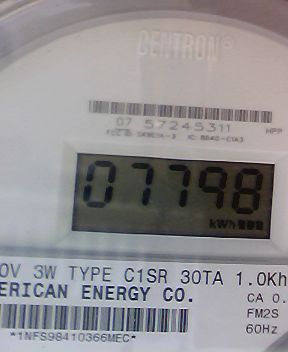 CENTRON®
07 57245311
HPP
07798
kWh
0V 3W TYPE C1SR 30TA 1.0Kh
ERICAN ENERGY CO.
CA 0.
FM2S
60Hz
*1NFS98410366MEC*